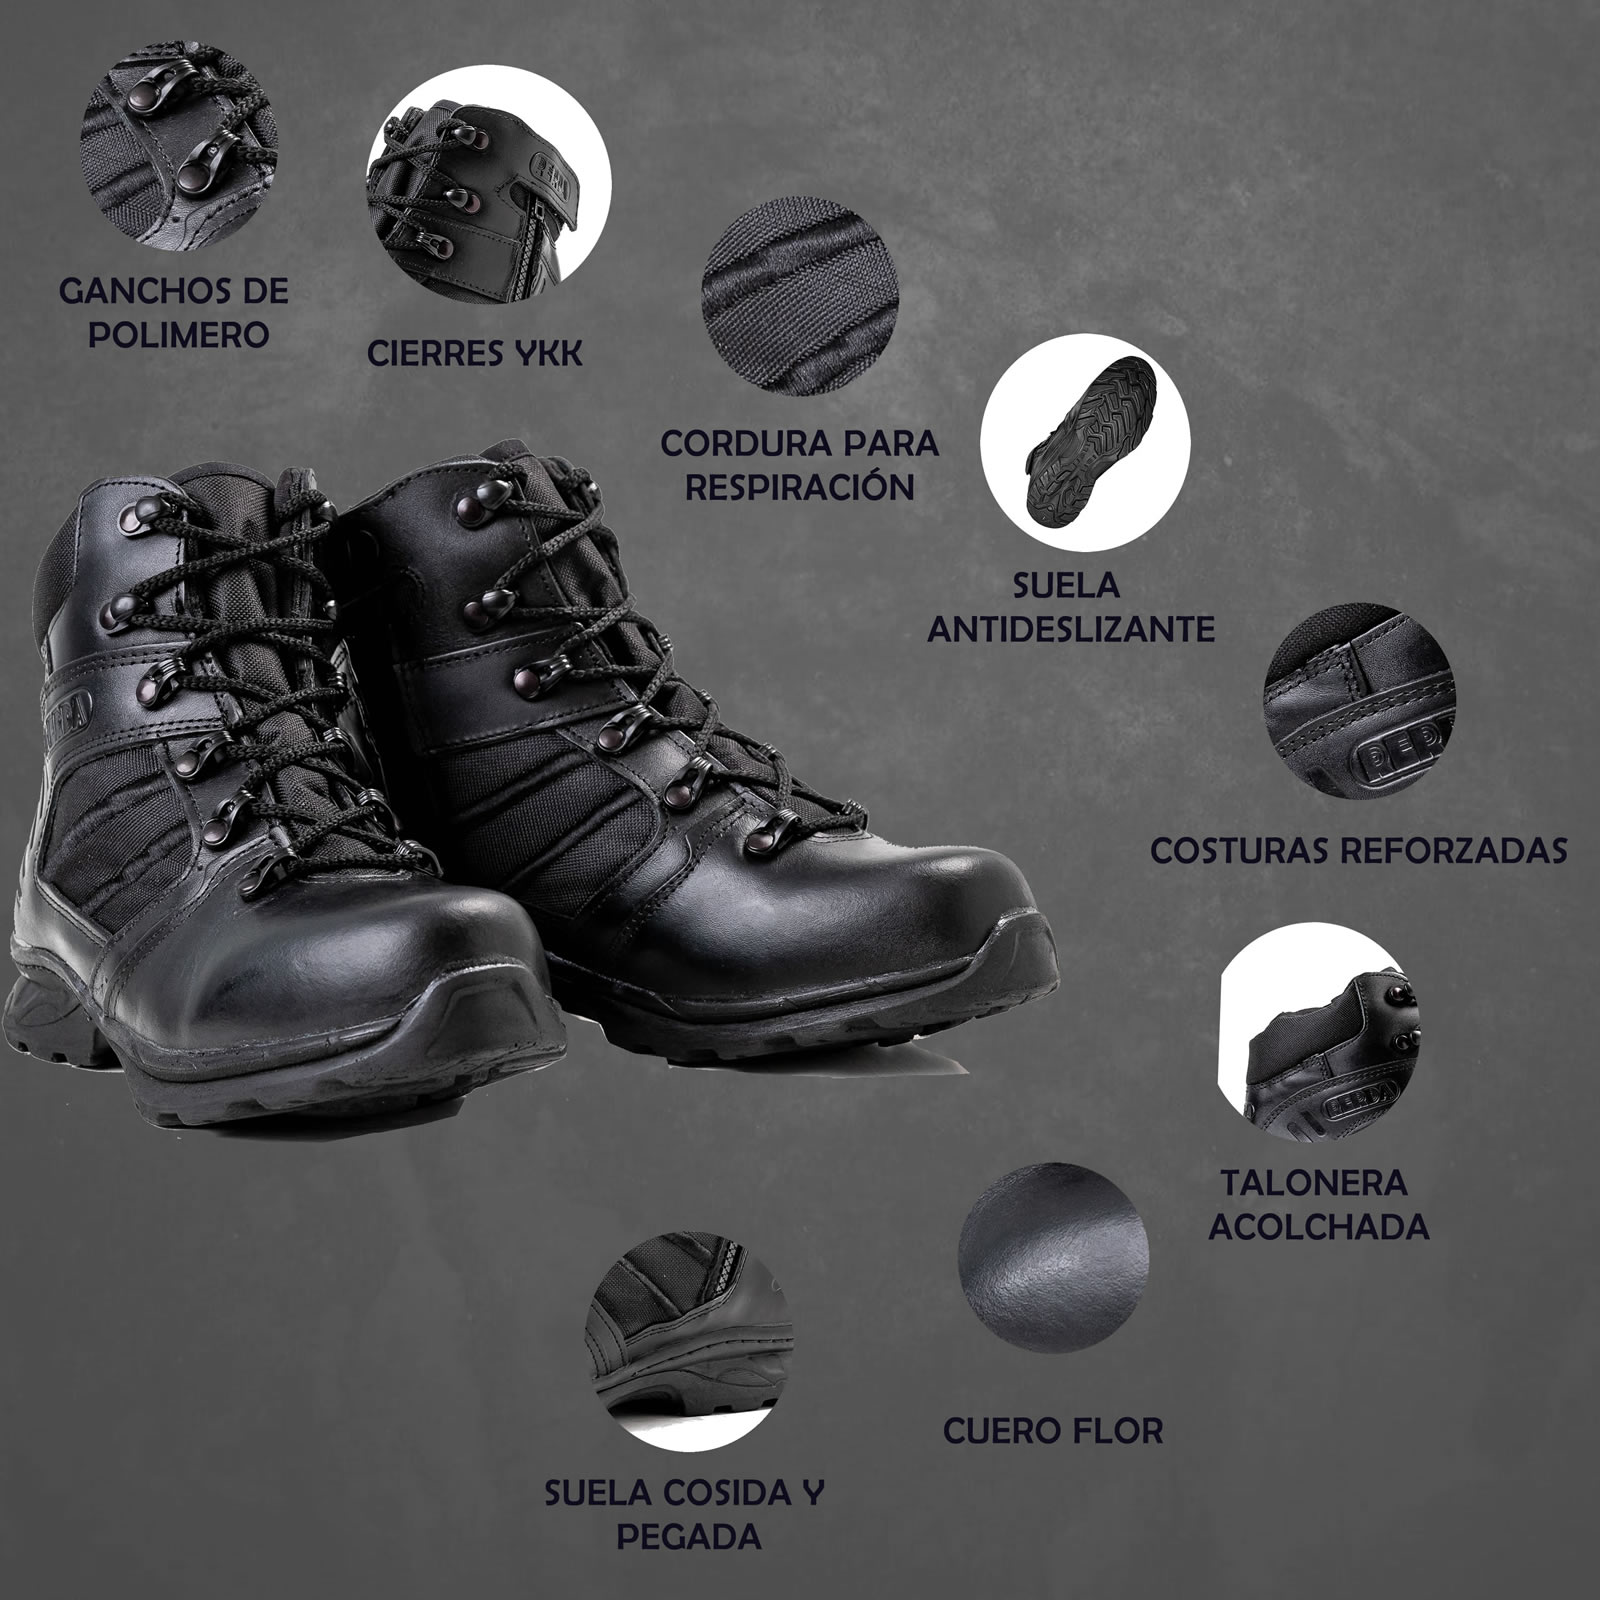 GANCHOS DE
POLIMERO
CIERRES YKK
CORDURA PARA
RESPIRACIÓN
SUELA
ANTIDESLIZANTE
COSTURAS REFORZADAS
TALONERA
ACOLCHADA
CUERO FLOR
SUELA COSIDA Y
PEGADA